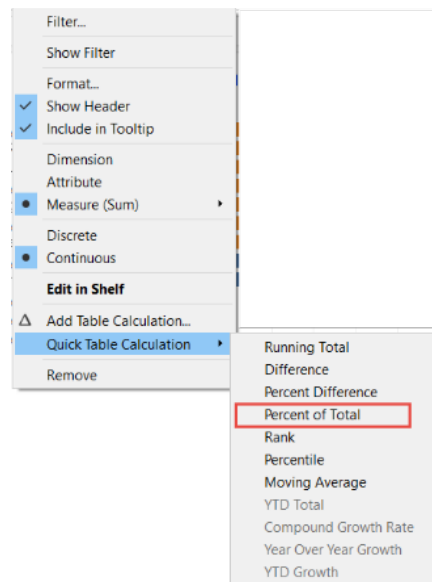 Filter...
Show Filter
Format...
Show Header
Include in Tooltip
Dimension
Attribute
Measure (Sum)
Discrete
Continuous
Edit in Shelf
Add Table Calculation...
Quick Table Calculation
Remove
Running Total
Difference
Percent Difference
Percent of Total
Rank
Percentile
Moving Average
YTD Total
Compound Growth Rate
Year Over Year Growth
YTD Growth